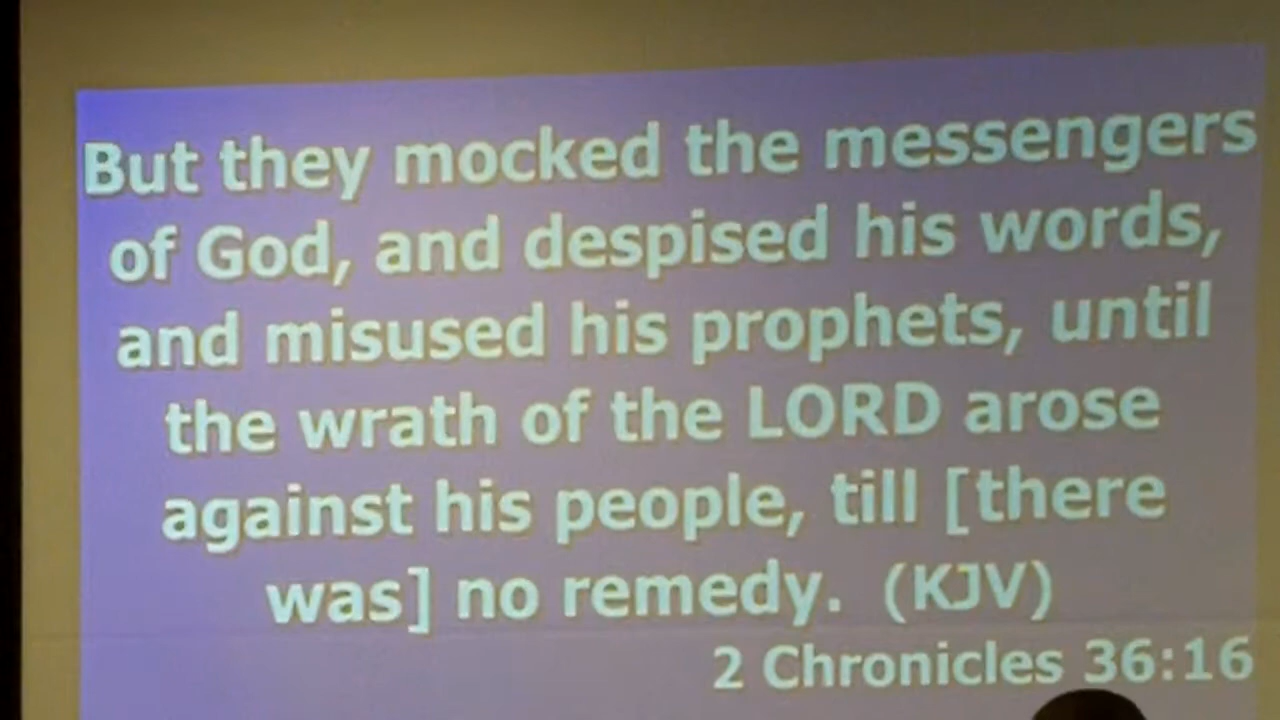 But they mocked the messengers
of God, and despised his words,
and misused his prophets, until
the wrath of the LORD arose
against his people, till [there
was] no remedy. (KJV)
2 Chronicles 36:16